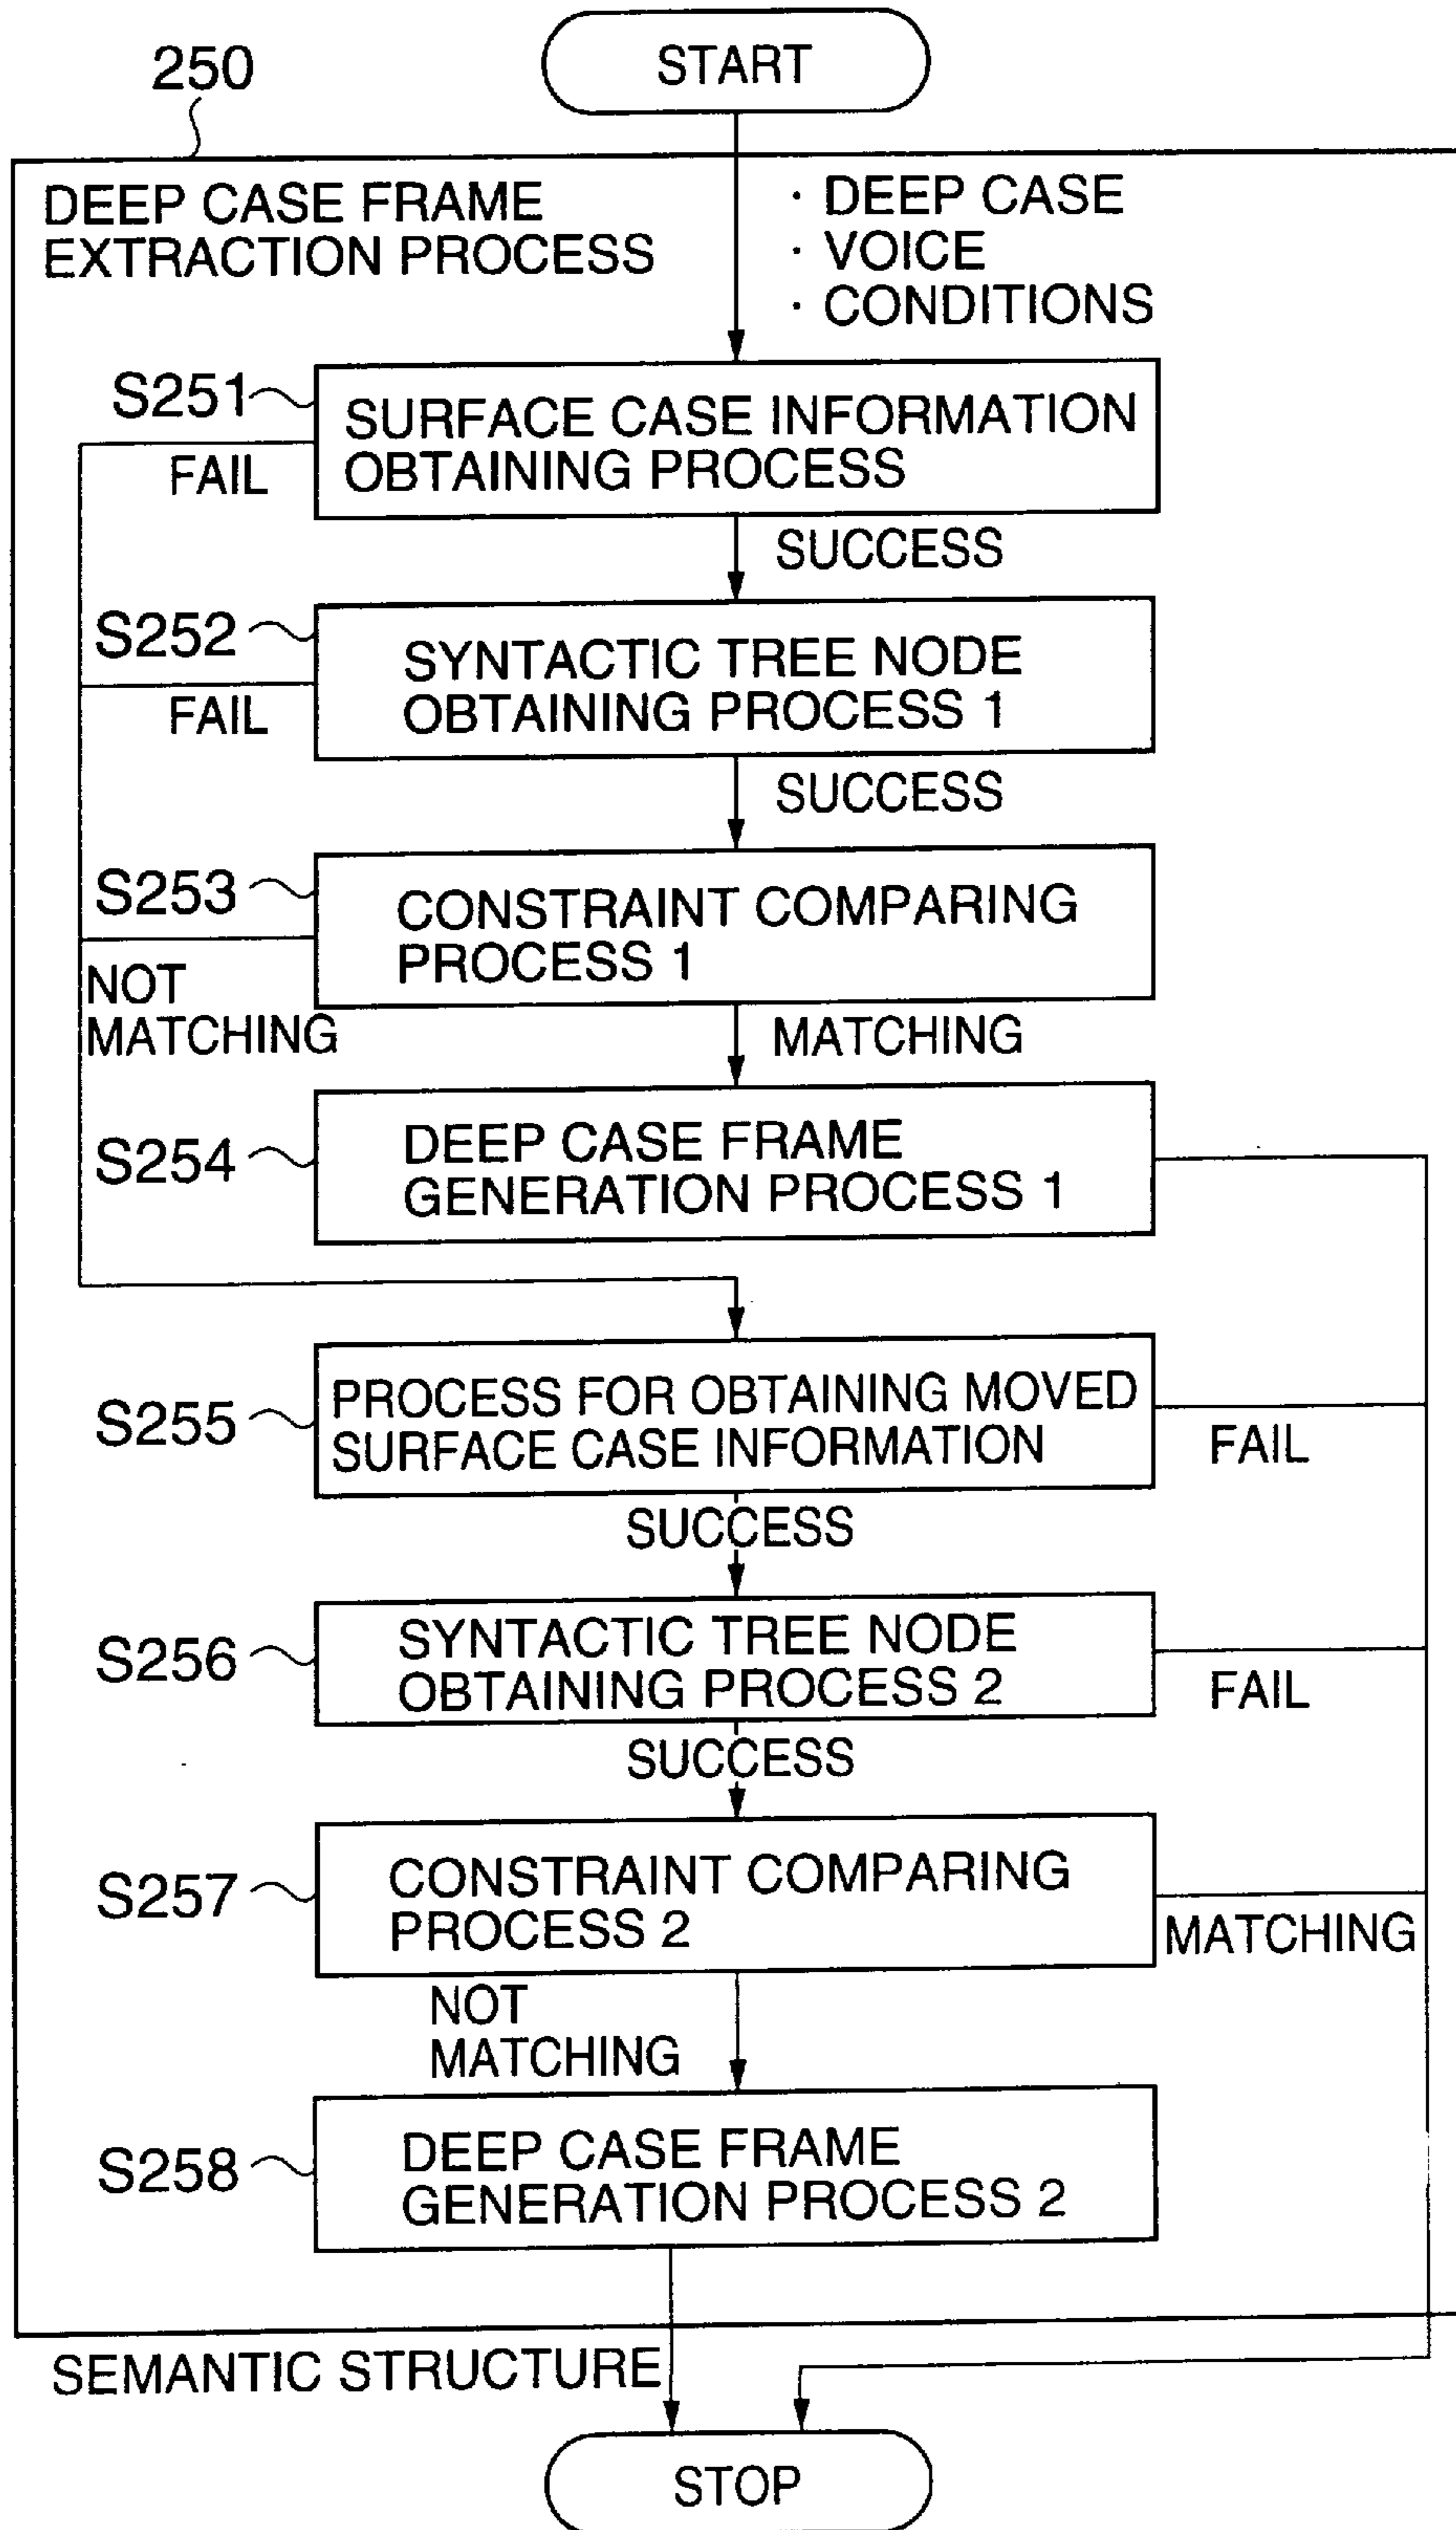 START
250
DEEP CASE FRAME
EXTRACTION PROCESS
· DEEP CASE
· VOICE
· CONDITIONS
S251
SURFACE CASE INFORMATION
OBTAINING PROCESS
FAIL
SUCCESS
S252
SYNTACTIC TREE NODE
OBTAINING PROCESS 1
FAIL
SUCCESS
S253
CONSTRAINT COMPARING
PROCESS 1
NOT
MATCHING
MATCHING
S254
DEEP CASE FRAME
GENERATION PROCESS 1
S255
PROCESS FOR OBTAINING MOVED
SURFACE CASE INFORMATION
FAIL
SUCCESS
S256
SYNTACTIC TREE NODE
OBTAINING PROCESS 2
FAIL
SUCCESS
S257
CONSTRAINT COMPARING
PROCESS 2
MATCHING
NOT
MATCHING
S258
DEEP CASE FRAME
GENERATION PROCESS 2
SEMANTIC STRUCTURE
STOP